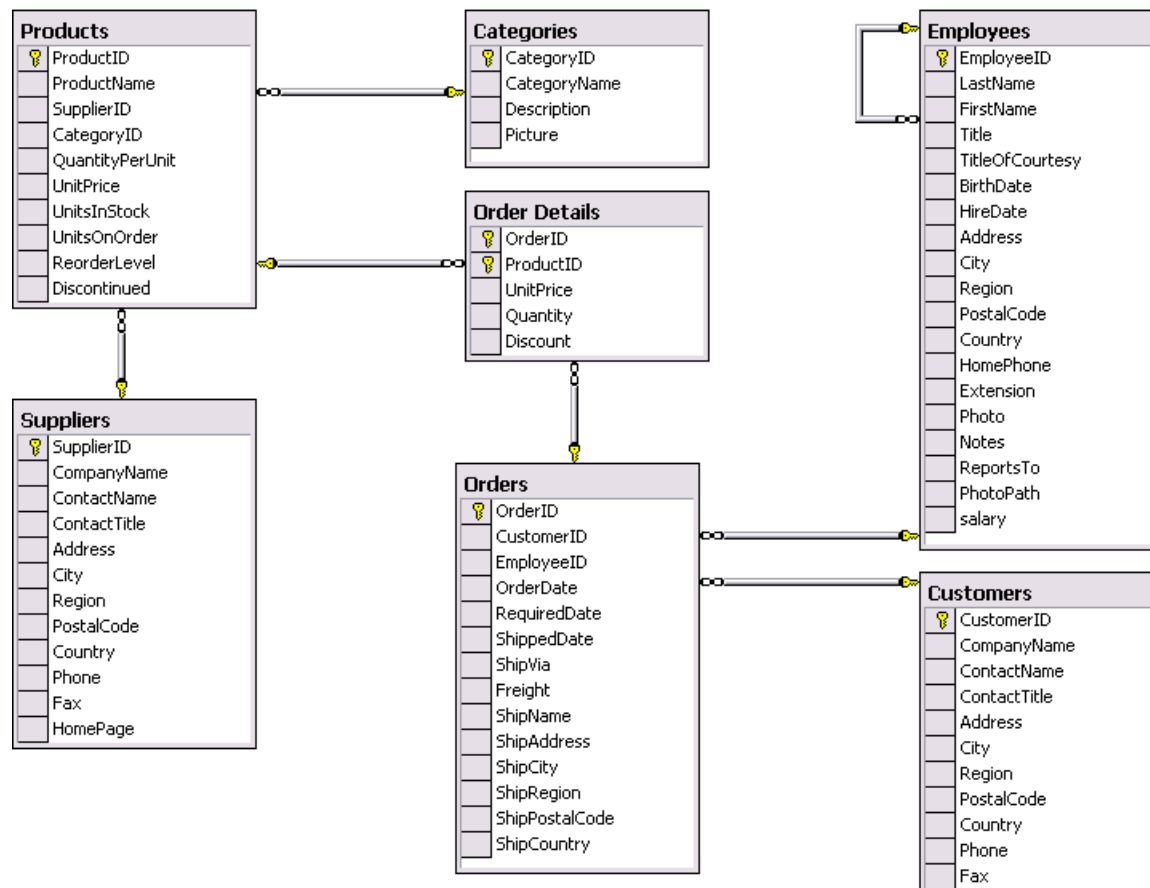 Products
ProductID
ProductName
SupplierID
CategoryID
QuantityPerUnit
UnitPrice
UnitsInStock
UnitsOnOrder
ReorderLevel
Discontinued
Categories
CategoryID
CategoryName
Description
Picture
Employees
EmployeeID
LastName
FirstName
Title
TitleOfCourtesy
BirthDate
HireDate
Address
City
Region
PostalCode
Country
HomePhone
Extension
Photo
Notes
ReportsTo
PhotoPath
salary
Order Details
OrderID
ProductID
UnitPrice
Quantity
Discount
Suppliers
SupplierID
CompanyName
ContactName
ContactTitle
Address
City
Region
PostalCode
Country
Phone
Fax
HomePage
Orders
OrderID
CustomerID
EmployeeID
OrderDate
RequiredDate
ShippedDate
ShipVia
Freight
ShipName
ShipAddress
ShipCity
ShipRegion
ShipPostalCode
ShipCountry
Customers
CustomerID
CompanyName
ContactName
ContactTitle
Address
City
Region
PostalCode
Country
Phone
Fax